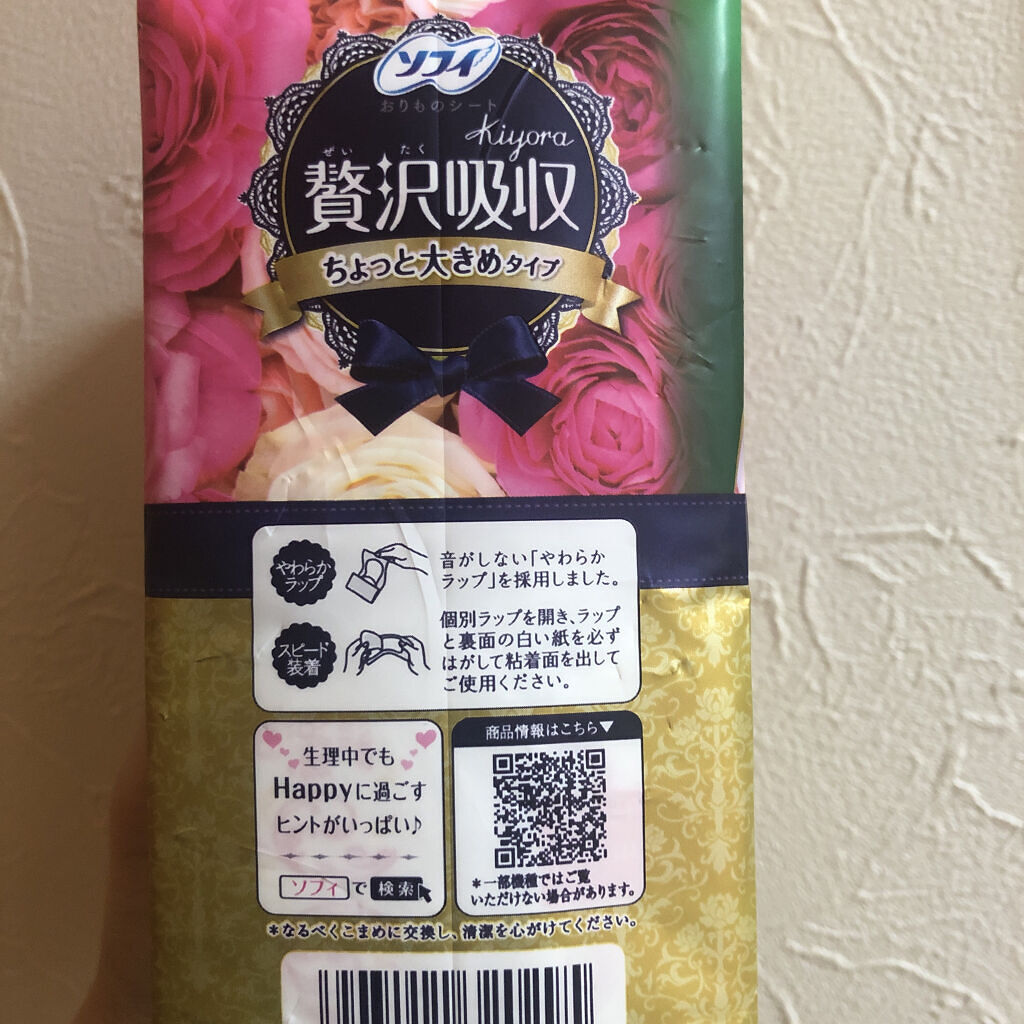 ソフィ
おりものシート
Kiyora
ぜいたく
贅沢吸収
ちょっと大きめタイプ
やわらか
ラップ
音がしない「やわらか
ラップ」を採用しました。
スピード
装着
個別ラップを開き、ラップ
と裏面の白い紙を必ず
はがして粘着面を出して
ご使用ください。
生理中でも
Happyに過ごす
ヒントがいっぱい♪
ソフィで検索
商品情報はこちら▼
＊一部機種ではご覧
いただけない場合があります。
＊なるべくこまめに交換し、清潔を心がけてください。